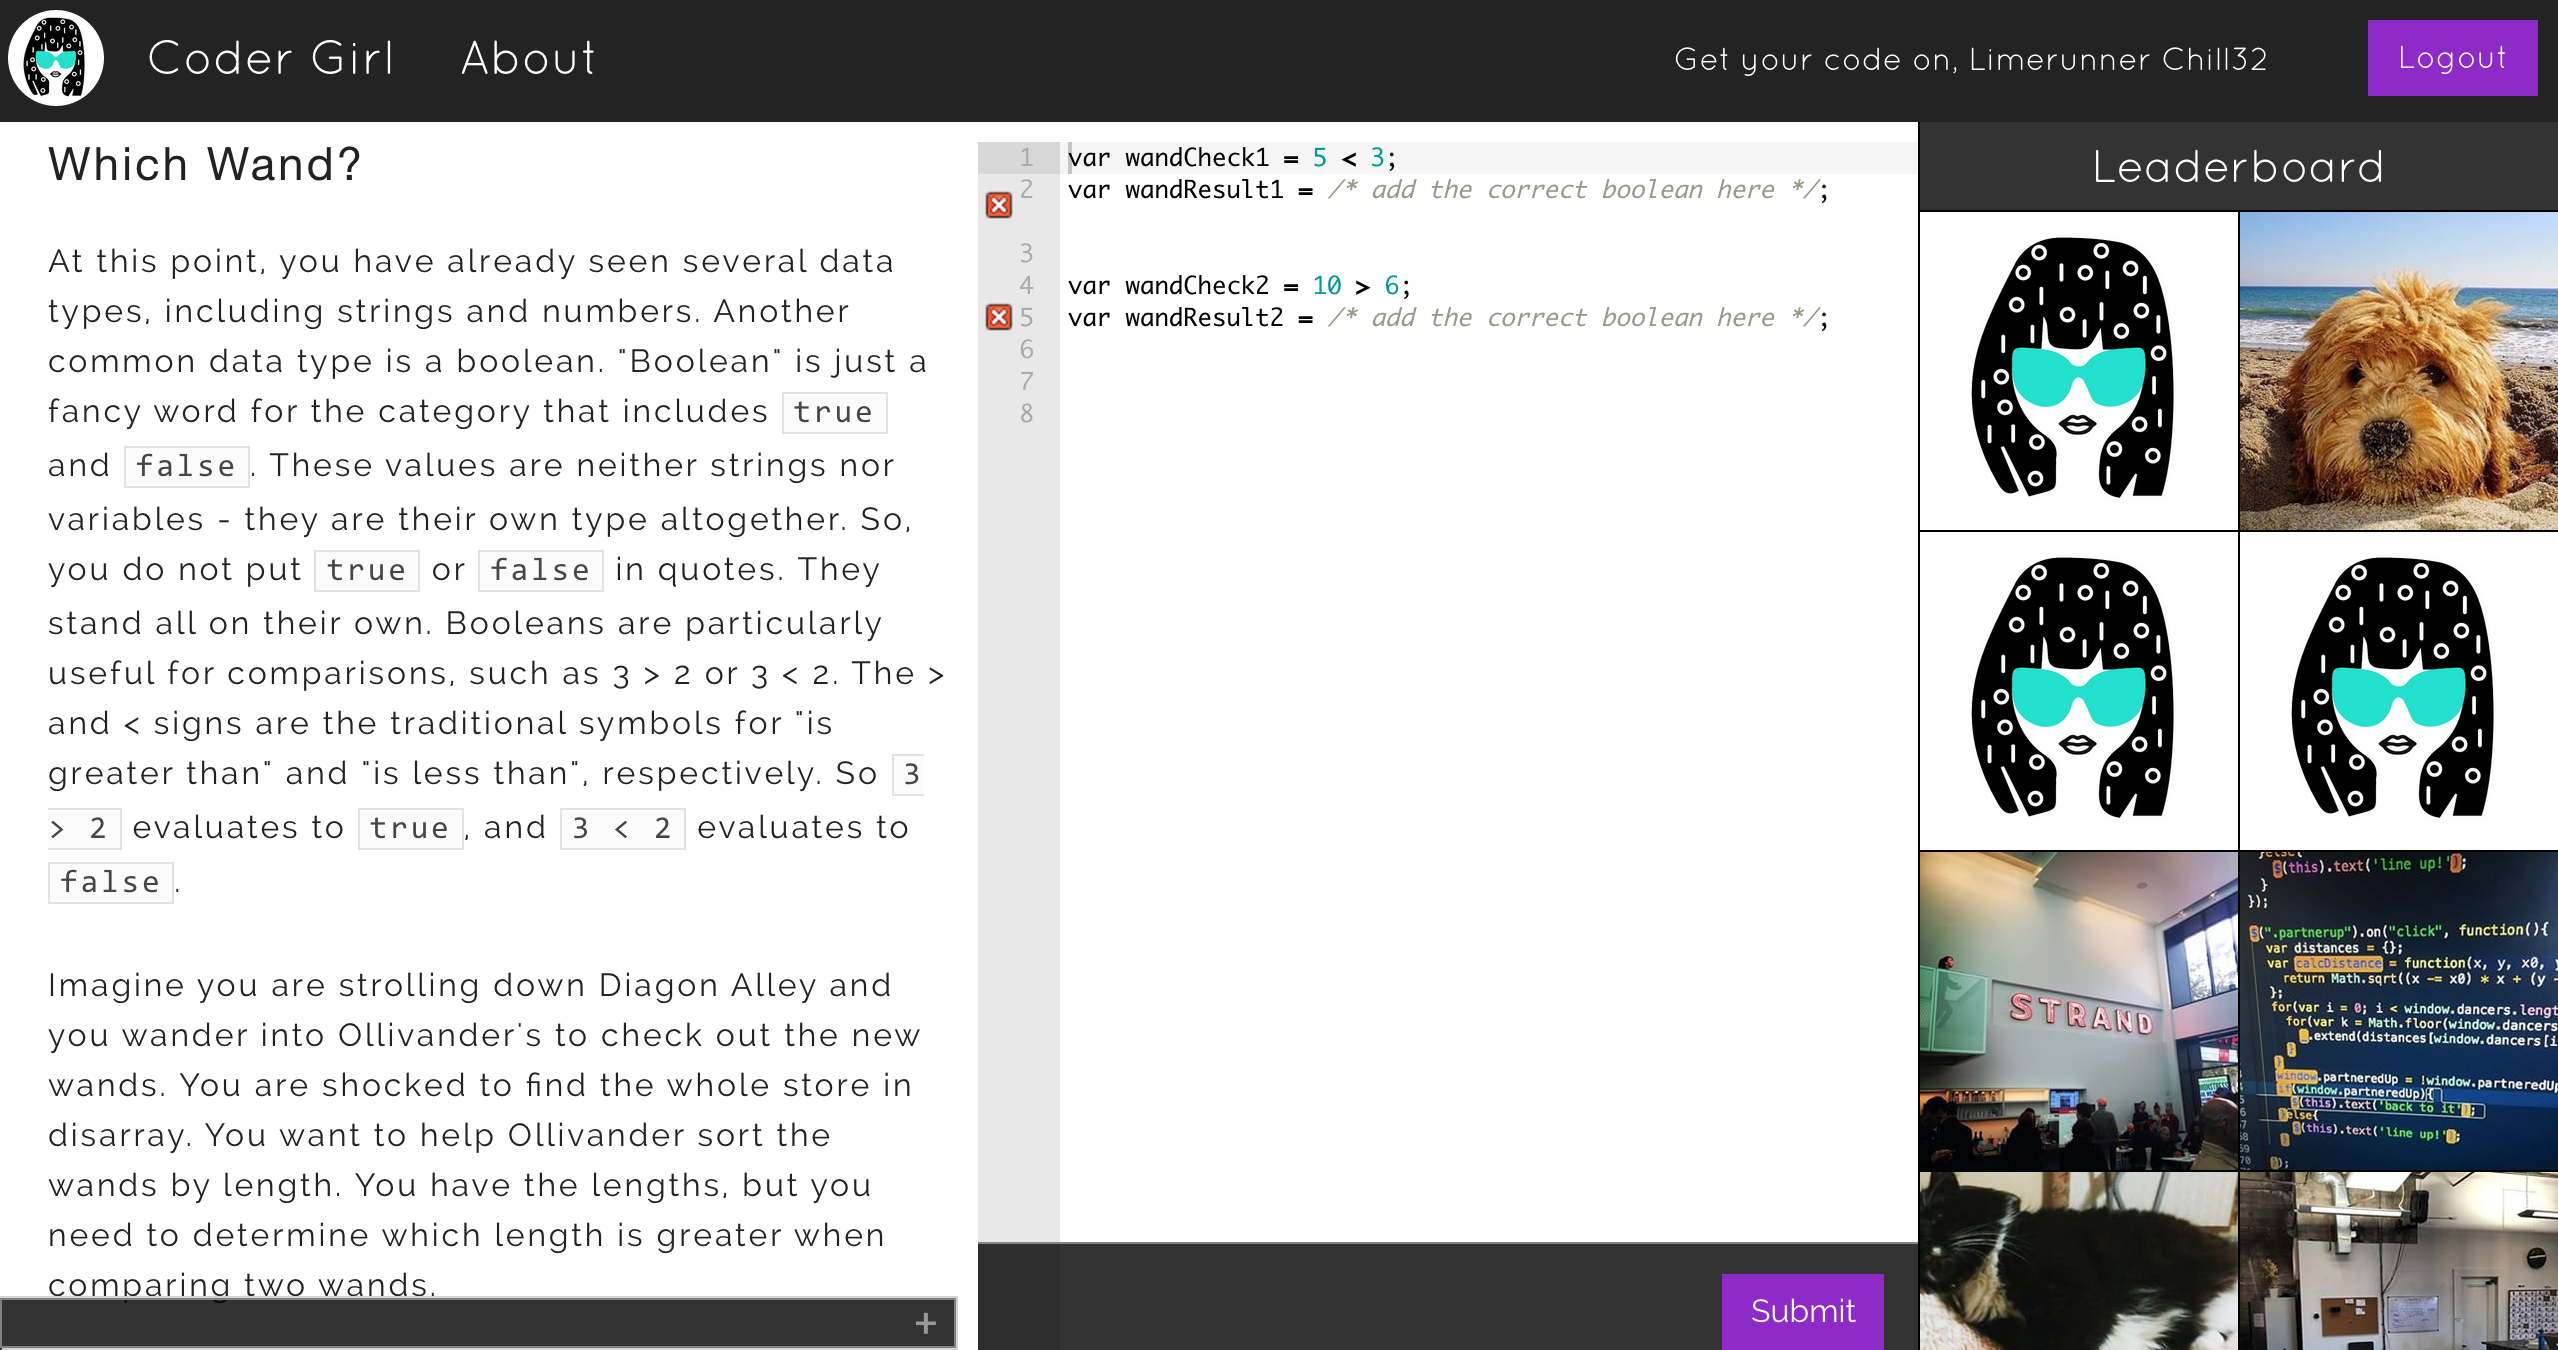 Coder Girl
About
Get your code on, Limerunner Chill32
Logout
Which Wand?
At this point, you have already seen several data
types, including strings and numbers. Another
common data type is a boolean. "Boolean" is just a
fancy word for the category that includes true
and false. These values are neither strings nor
variables - they are their own type altogether. So,
you do not put true or false in quotes. They
stand all on their own. Booleans are particularly
useful for comparisons, such as 3 > 2 or 3 < 2. The >
and < signs are the traditional symbols for "is
greater than" and "is less than", respectively. So 3
> 2 evaluates to true, and 3 < 2 evaluates to
false.
Imagine you are strolling down Diagon Alley and
you wander into Ollivander's to check out the new
wands. You are shocked to find the whole store in
disarray. You want to help Ollivander sort the
wands by length. You have the lengths, but you
need to determine which length is greater when
comparing two wands.
+
1 var wandCheck1 = 5 < 3;
2 var wandResult1 = /* add the correct boolean here */;
3
4 var wandCheck2 = 10 > 6;
5 var wandResult2 = /* add the correct boolean here */;
6
7
8
Submit
Leaderboard
STRAND
}else{
$(this).text('line up!');
}
});
$(".partnerup").on("click", function(){
var distances = {};
var calcDistance = function(x, y, x0,
return Math.sqrt((x -= x0) * x + (y
};
for(var i = 0; i < window.dancers.lengt
for(var k = Math.floor(window.dancers
_.extend(distances[window.dancers[i
}
}
window.partneredUp = !window.partneredUp
if(window.partneredUp){
$(this).text('back to it');
}else{
$(this).text('line up!');
}
});